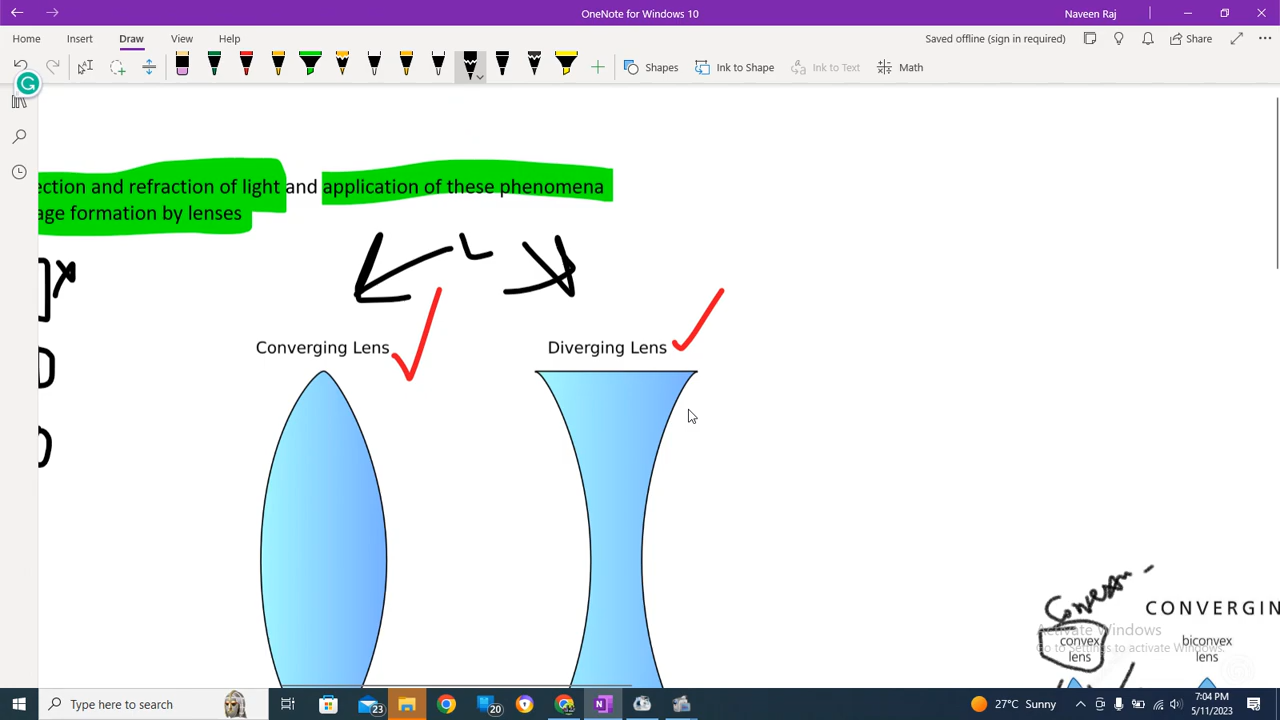 OneNote for Windows 10
Naveen Raj
Home Insert Draw View Help
Saved offline (sign in required)
Share
Shapes
Ink to Shape
Ink to Text
Math
ection and refraction of light and application of these phenomena
age formation by lenses
L
Converging Lens
Diverging Lens
CONVERGIN
convex
lens
biconvex
lens
Activate Windows
Go to Settings to activate Windows.
Type here to search
23
20
27°C Sunny
7:04 PM
5/11/2023